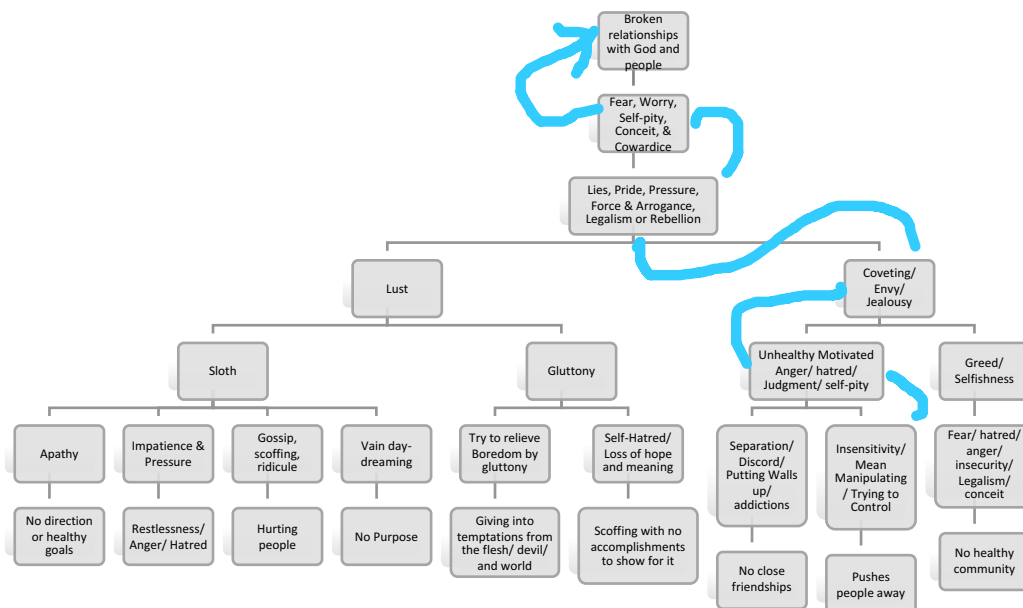 Broken
relationships
with God and
people
Fear, Worry,
Self-pity,
Conceit, &
Cowardice
Lies, Pride, Pressure,
Force & Arrogance,
Legalism or Rebellion
Lust
Coveting/
Envy/
Jealousy
Sloth
Gluttony
Unhealthy Motivated
Anger/ hatred/
Judgment/ self-pity
Greed/
Selfishness
Apathy
Impatience &
Pressure
Gossip,
scoffing,
ridicule
Vain day-
dreaming
Try to relieve
Boredom by
gluttony
Self-Hatred/
Loss of hope
and meaning
Separation/
Discord/
Putting Walls
up/
addictions
Insensitivity/
Mean
Manipulating
/ Trying to
Control
Fear/ hatred/
anger/
insecurity/
Legalism/
conceit
No direction
or healthy
goals
Restlessness/
Anger/ Hatred
Hurting
people
No Purpose
Giving into
temptations from
the flesh/ devil/
and world
Scoffing with no
accomplishments
to show for it
No close
friendships
Pushes
people away
No healthy
community